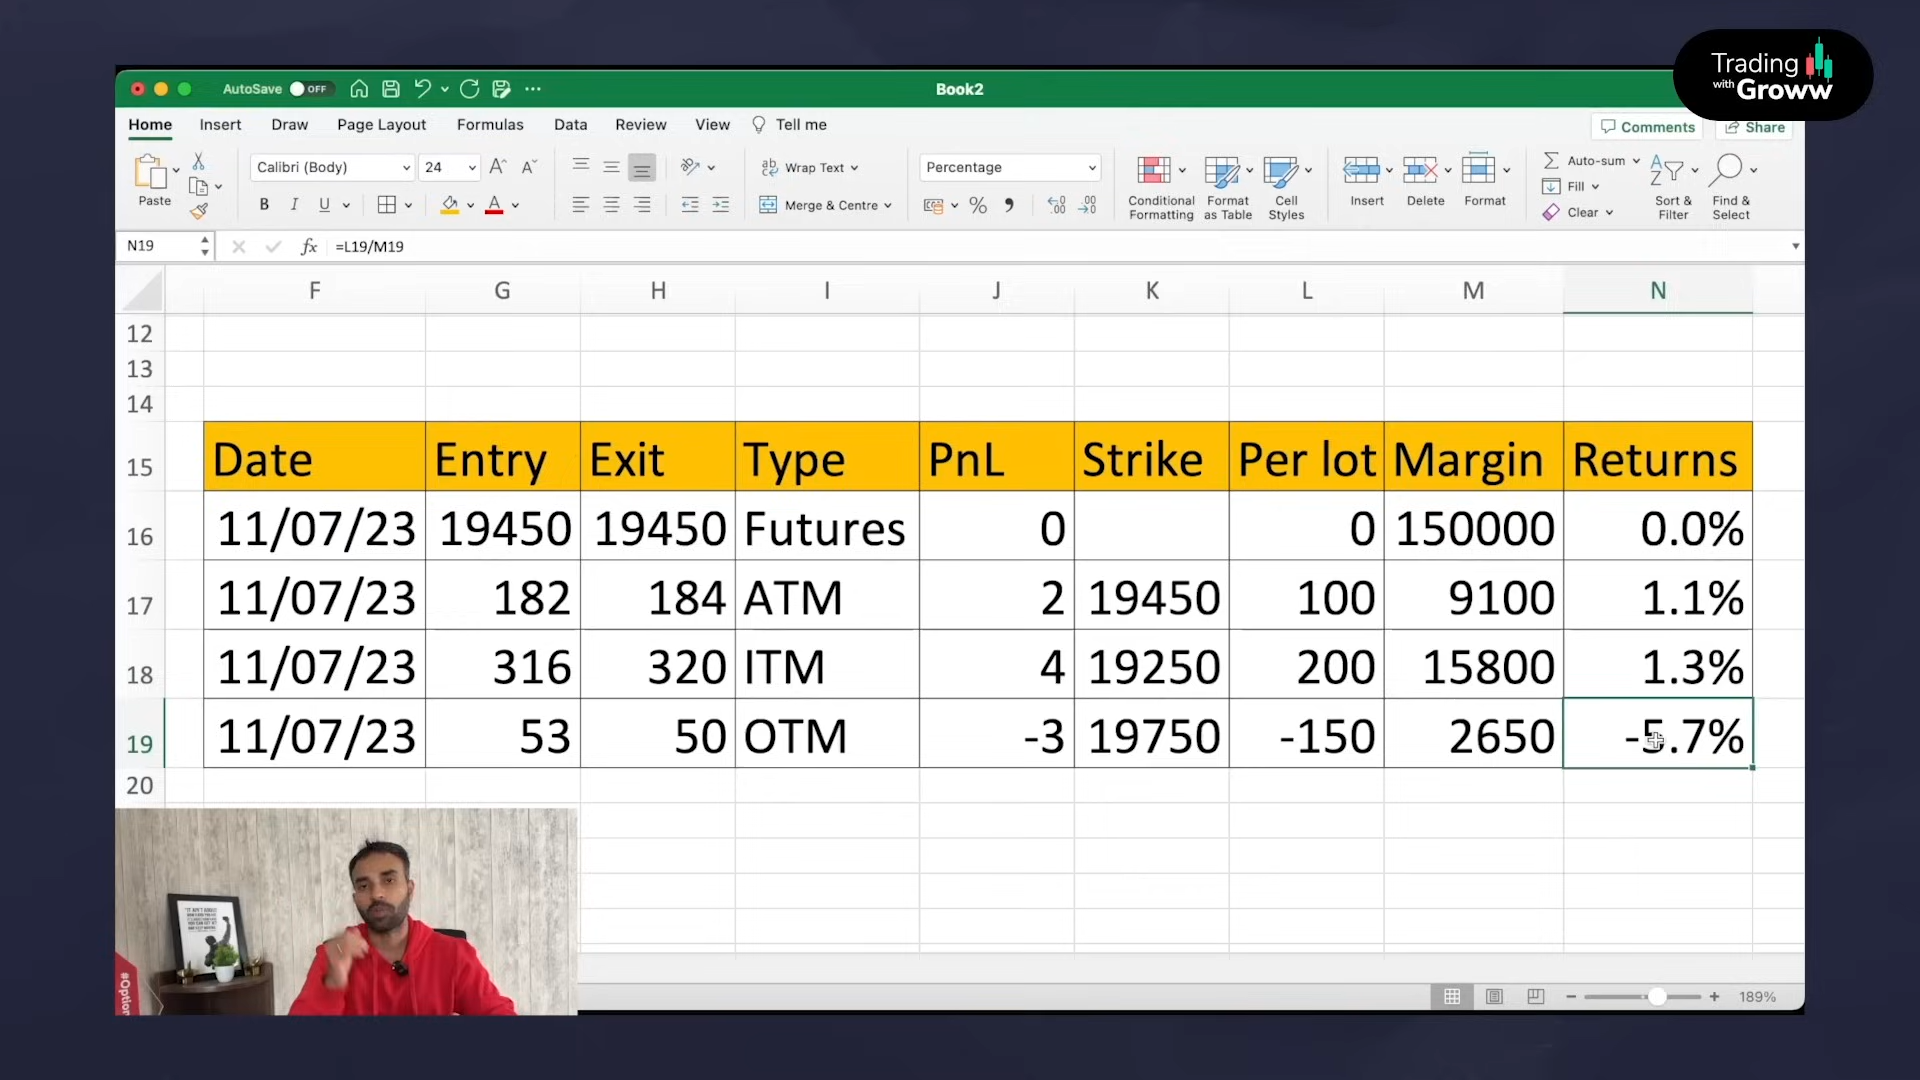 Trading
with Groww
AutoSave OFF
Book2
Home Insert Draw Page Layout Formulas Data Review View Tell me
Comments Share
Paste
Calibri (Body) 24
Wrap Text
Merge & Centre
Percentage
Conditional Formatting
Format as Table
Cell Styles
Insert
Delete
Format
Auto-sum
Fill
Clear
Sort & Filter
Find & Select
N19 fx =L19/M19
F G H I J K L M N
12
13
14
15 Date Entry Exit Type PnL Strike Per lot Margin Returns
16 11/07/23 19450 19450 Futures 0 0 150000 0.0%
17 11/07/23 182 184 ATM 2 19450 100 9100 1.1%
18 11/07/23 316 320 ITM 4 19250 200 15800 1.3%
19 11/07/23 53 50 OTM -3 19750 -150 2650 -5.7%
20
#Option
189%